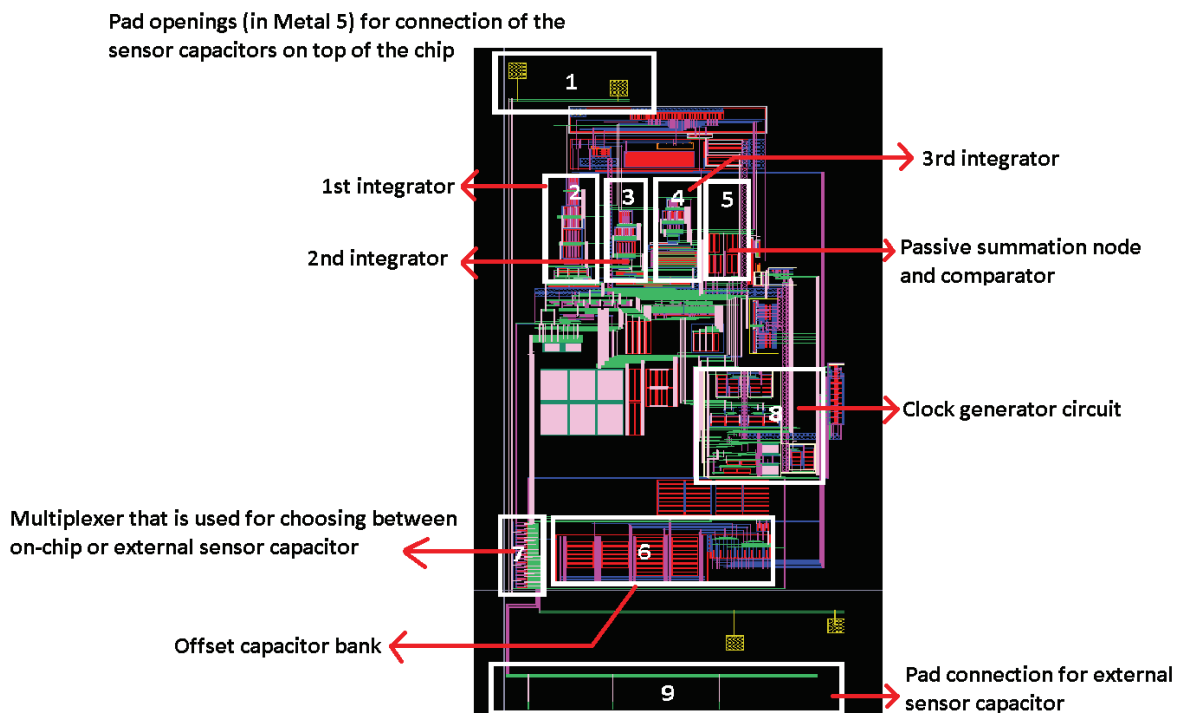 Pad openings (in Metal 5) for connection of the
sensor capacitors on top of the chip
1
3rd integrator
1st integrator
2
3
4
5
2nd integrator
Passive summation node
and comparator
8
Clock generator circuit
Multiplexer that is used for choosing between
on-chip or external sensor capacitor
7
6
Offset capacitor bank
Pad connection for external
sensor capacitor
9